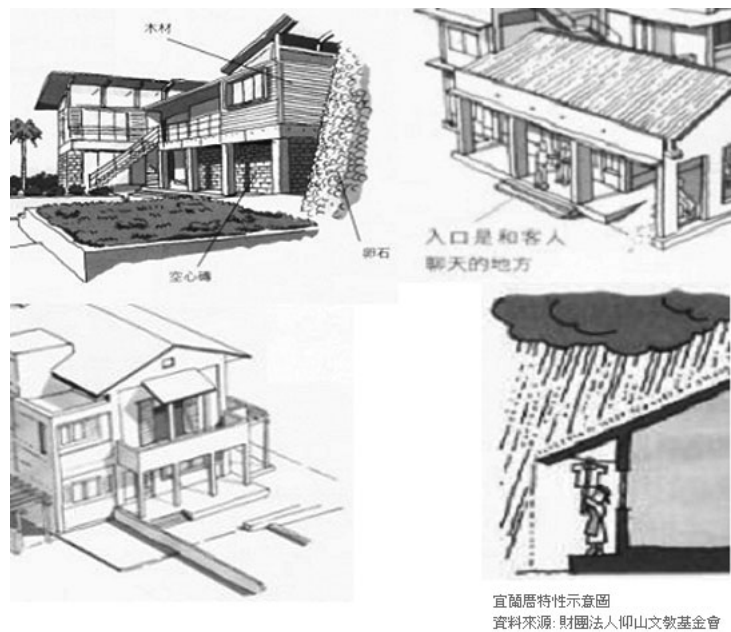 木材
空心磚
卵石
入口是和客人
聊天的地方
宜蘭厝特性示意圖
資料來源: 財團法人仰山文教基金會